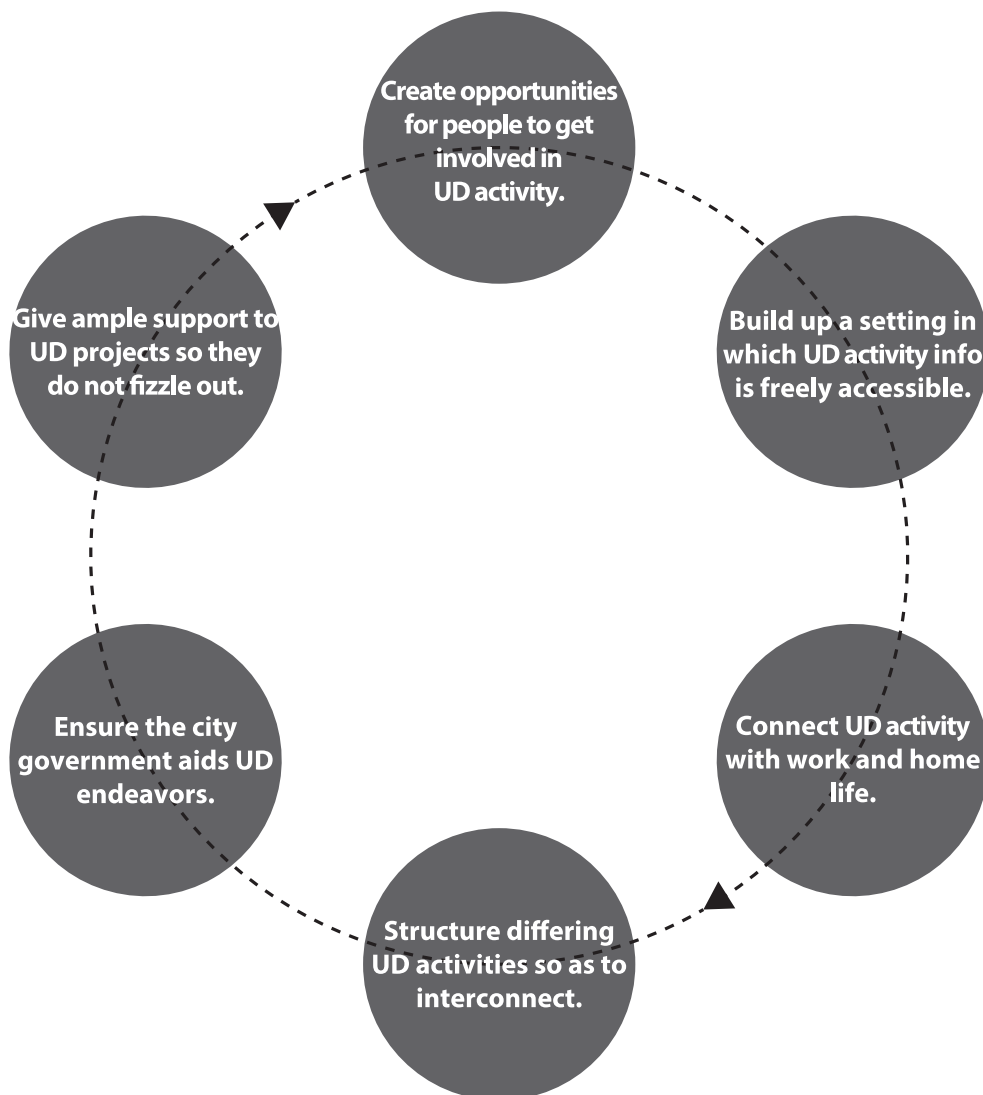 Create opportunities
for people to get
involved in
UD activity.
Build up a setting in
which UD activity info
is freely accessible.
Connect UD activity
with work and home
life.
Structure differing
UD activities so as to
interconnect.
Ensure the city
government aids UD
endeavors.
Give ample support to
UD projects so they
do not fizzle out.